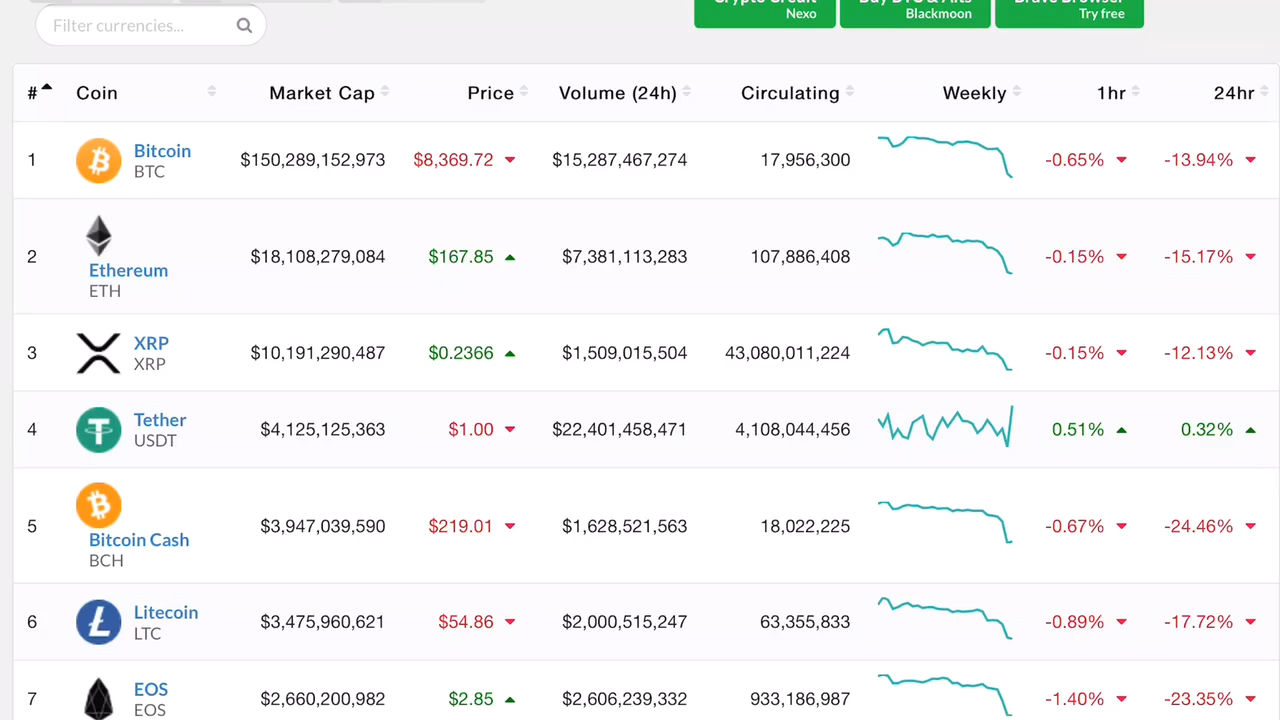 Filter currencies...
Crypto Credit
Nexo
Buy BTC & Alts
Blackmoon
Brave Browser
Try free
# Coin Market Cap Price Volume (24h) Circulating Weekly 1hr 24hr
1 Bitcoin BTC $150,289,152,973 $8,369.72 $15,287,467,274 17,956,300 -0.65% -13.94%
2 Ethereum ETH $18,108,279,084 $167.85 $7,381,113,283 107,886,408 -0.15% -15.17%
3 XRP XRP $10,191,290,487 $0.2366 $1,509,015,504 43,080,011,224 -0.15% -12.13%
4 Tether USDT $4,125,125,363 $1.00 $22,401,458,471 4,108,044,456 0.51% 0.32%
5 Bitcoin Cash BCH $3,947,039,590 $219.01 $1,628,521,563 18,022,225 -0.67% -24.46%
6 Litecoin LTC $3,475,960,621 $54.86 $2,000,515,247 63,355,833 -0.89% -17.72%
7 EOS EOS $2,660,200,982 $2.85 $2,606,239,332 933,186,987 -1.40% -23.35%